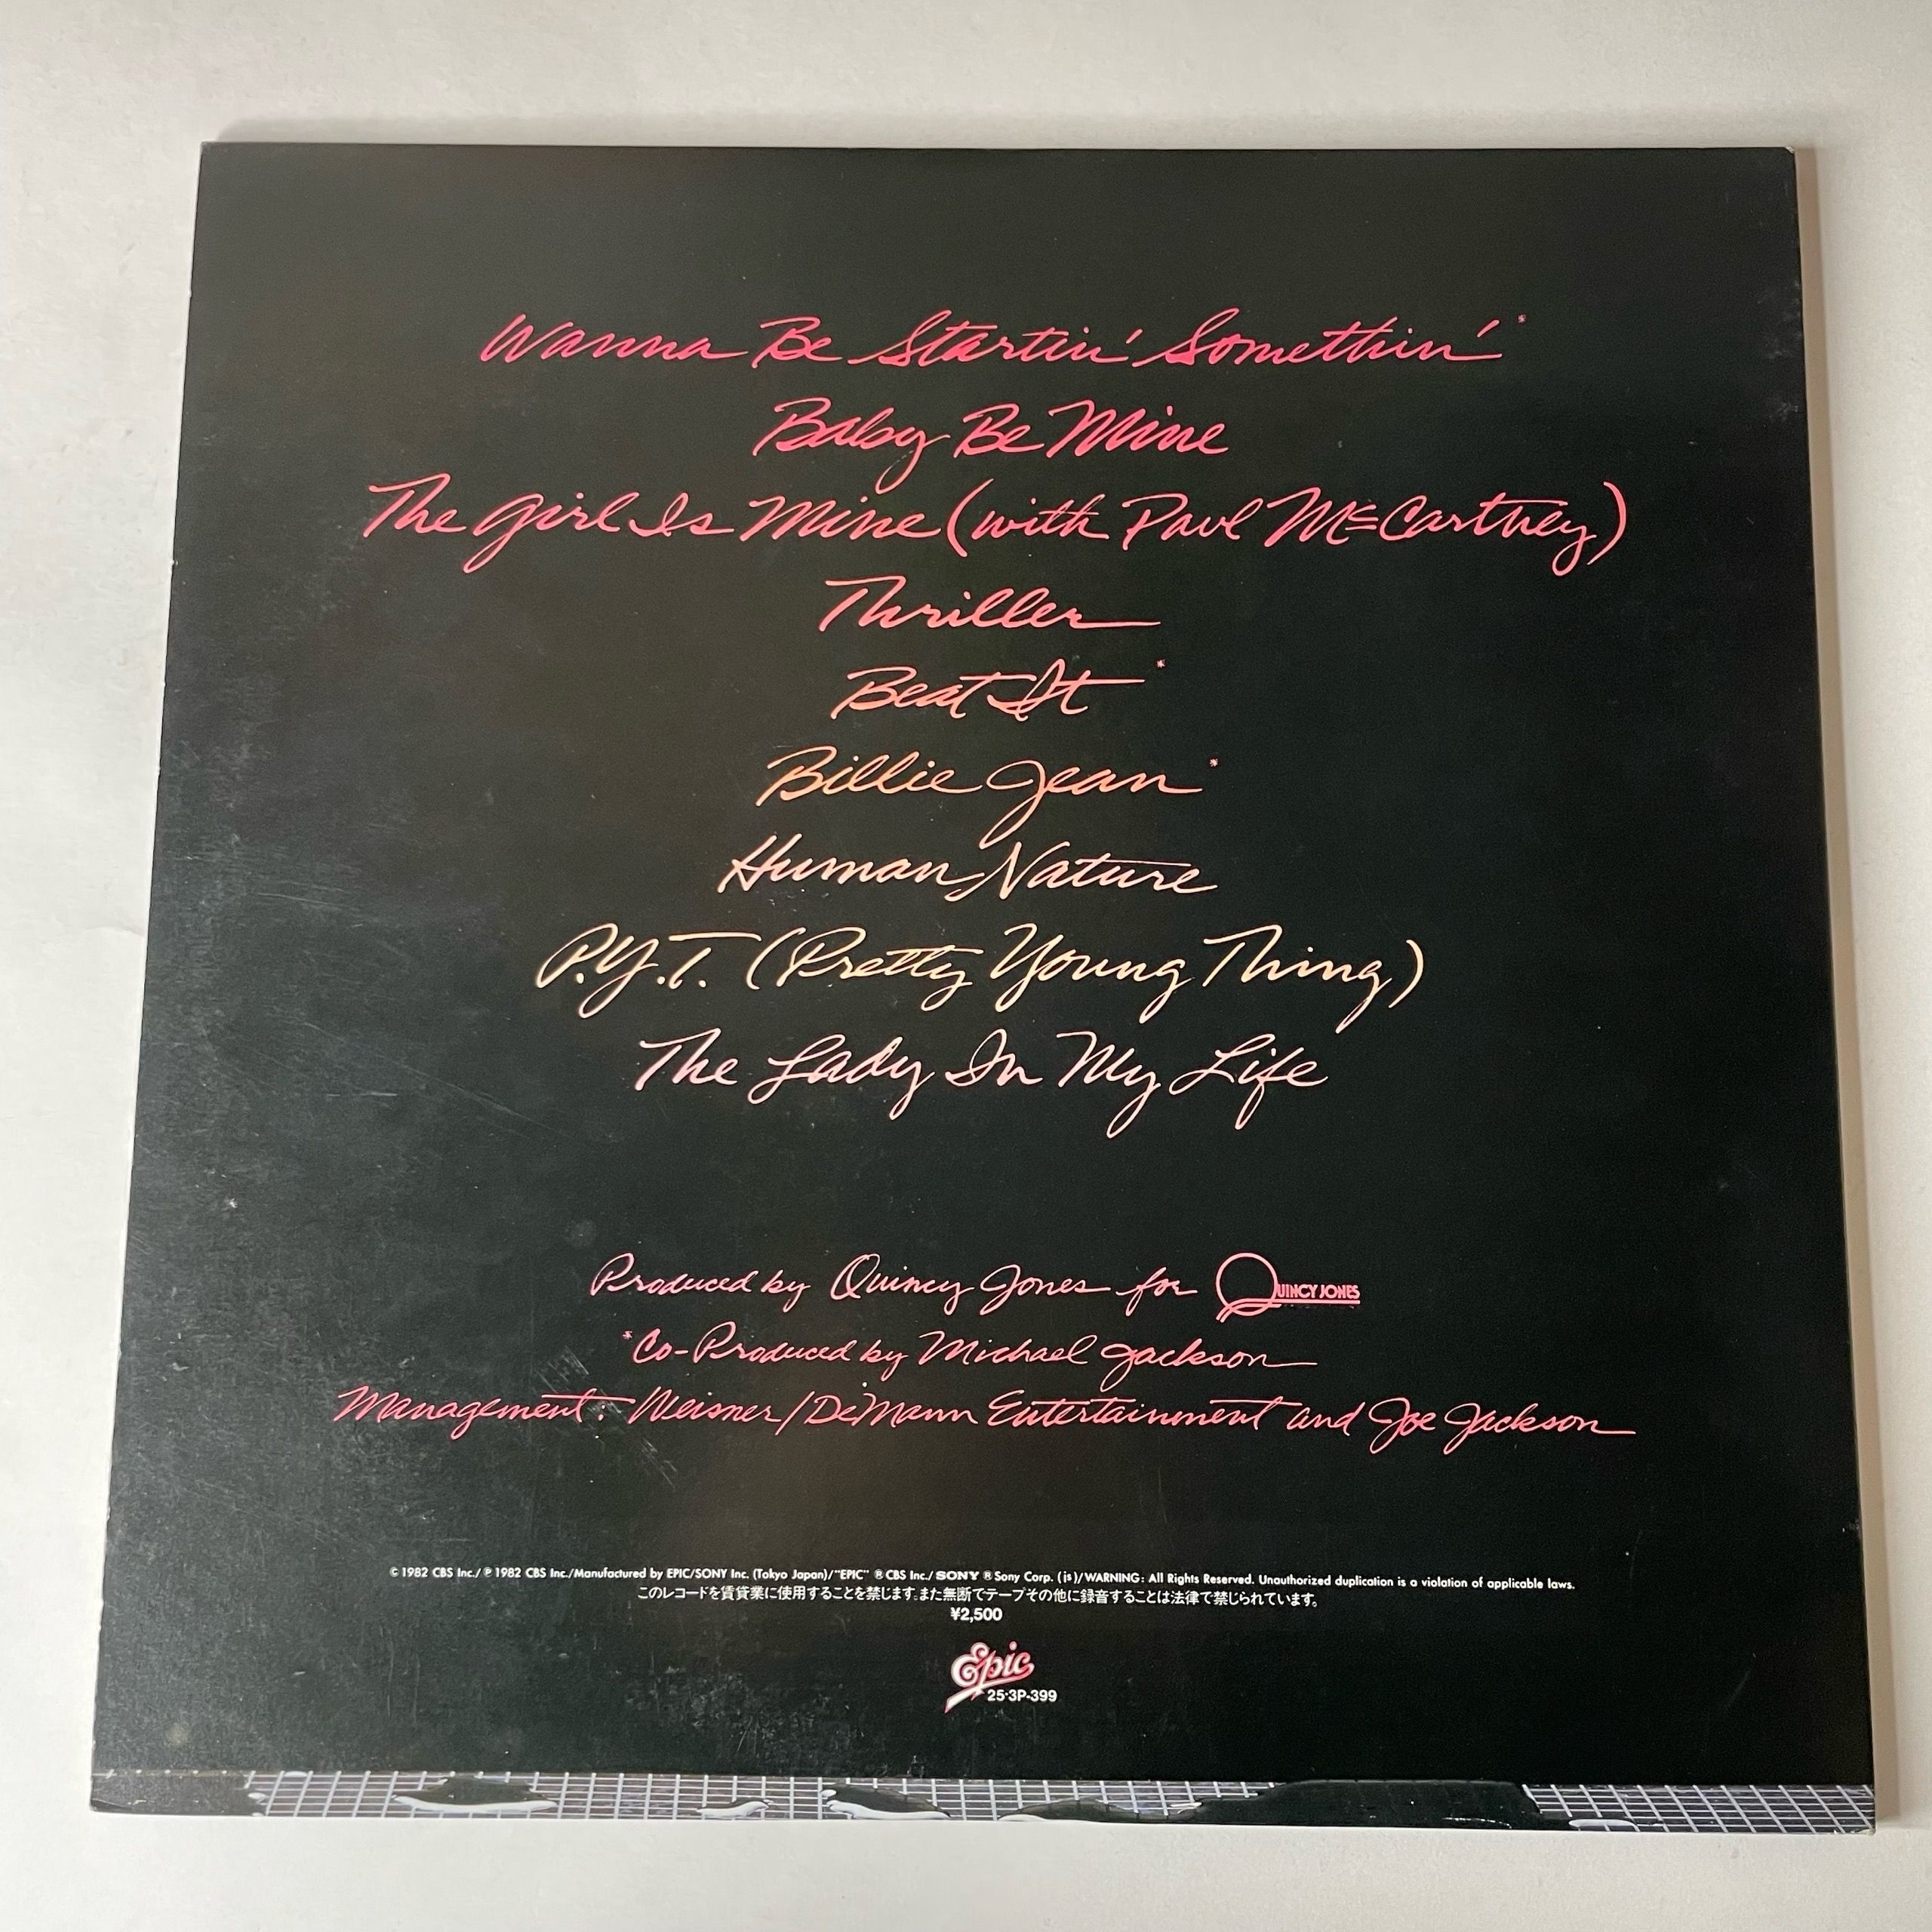 Wanna Be Startin' Somethin'*
Baby Be Mine
The Girl Is Mine (with Paul McCartney)
Thriller
Beat It*
Billie Jean*
Human Nature
P.Y.T. (Pretty Young Thing)
The Lady In My Life
Produced by Quincy Jones for QUINCY JONES
*Co-Produced by Michael Jackson
Management: Weisner/DeMann Entertainment and Joe Jackson
© 1982 CBS Inc./℗ 1982 CBS Inc./Manufactured by EPIC/SONY Inc. (Tokyo Japan)/"EPIC" ® CBS Inc./SONY ® Sony Corp. (js)/WARNING: All Rights Reserved. Unauthorized duplication is a violation of applicable laws.
このレコードを賃貸業に使用することを禁じます。また無断でテープその他に録音することは法律で禁じられています。
¥2,500
Epic
25・3P-399